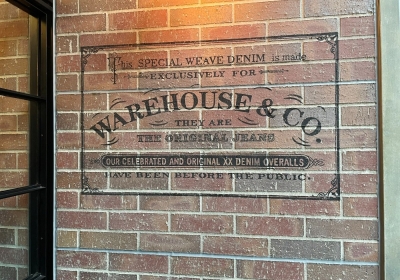 This SPECIAL WEAVE DENIM is made
EXCLUSIVELY FOR
WAREHOUSE & CO.
THEY ARE
THE ORIGINAL JEANS
OUR CELEBRATED AND ORIGINAL XX DENIM OVERALLS
HAVE BEEN BEFORE THE PUBLIC.